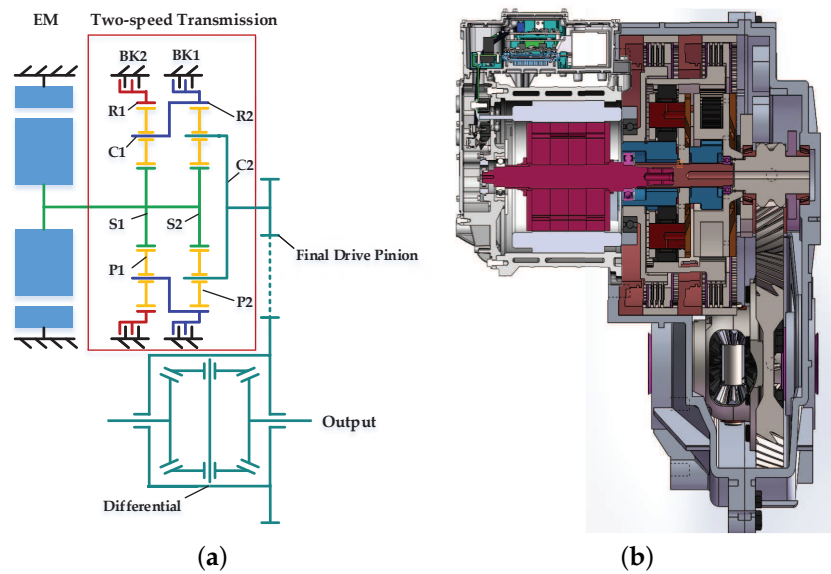 EM Two-speed Transmission
BK2 BK1
R1 R2
C1
C2
S1 S2
Final Drive Pinion
P1
P2
Output
Differential
(a) (b)